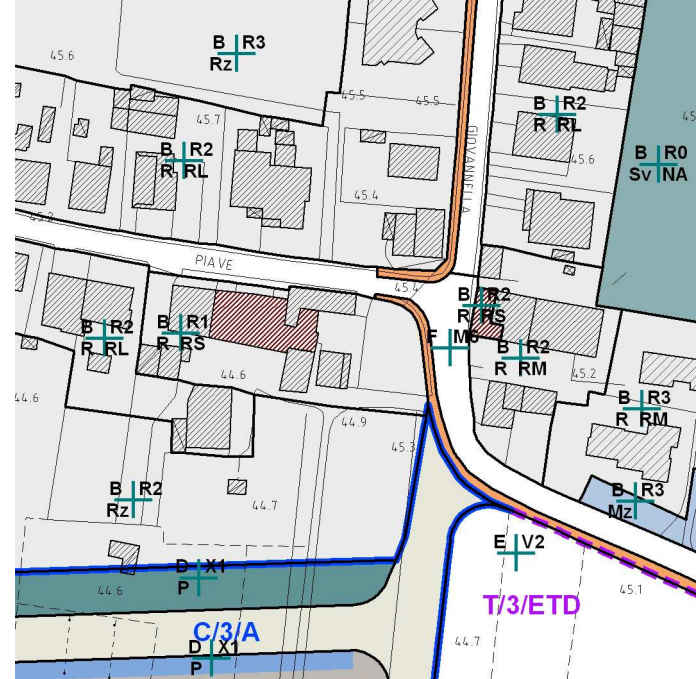 B R3
Rz
45.6
45.5
45.5
45.7
B R2
R RL
B R2
R RL
45.6
B R0
Sv NA
45
GIOVANNELLA
45.4
45.2
PIAVE
45.4
B R2
R RS
B R2
R RL
B R1
R RS
F M6
B R2
R RM
45.2
44.6
44.6
B R3
R RM
44.9
45.3
B R2
Rz
44.7
B R3
Mz
E V2
D X1
P
44.6
T/3/ETD
45.1
C/3/A
44.7
D X1
P